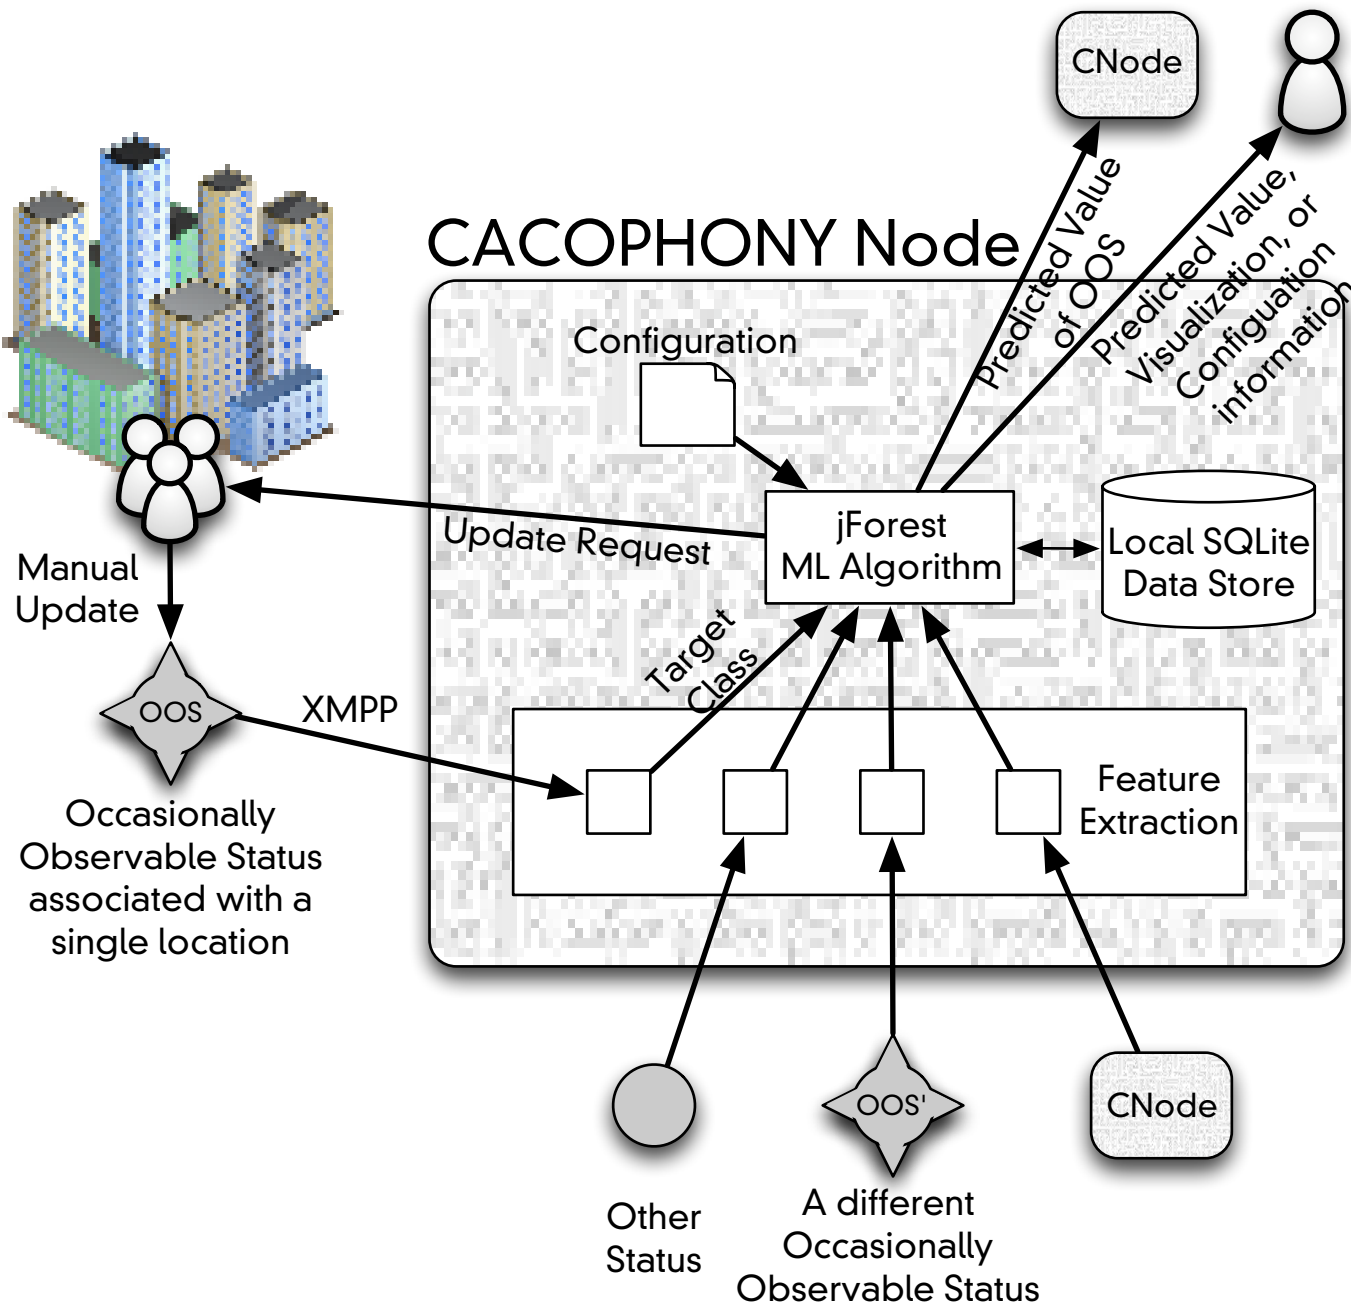 CNode
Predicted Value
of OOS
Predicted Value,
Visualization, or
Configuation
information
CACOPHONY Node
Configuration
jForest
ML Algorithm
Local SQLite
Data Store
Update Request
Manual
Update
Target
Class
OOS
XMPP
Occasionally
Observable Status
associated with a
single location
Feature
Extraction
OOS'
CNode
Other
Status
A different
Occasionally
Observable Status